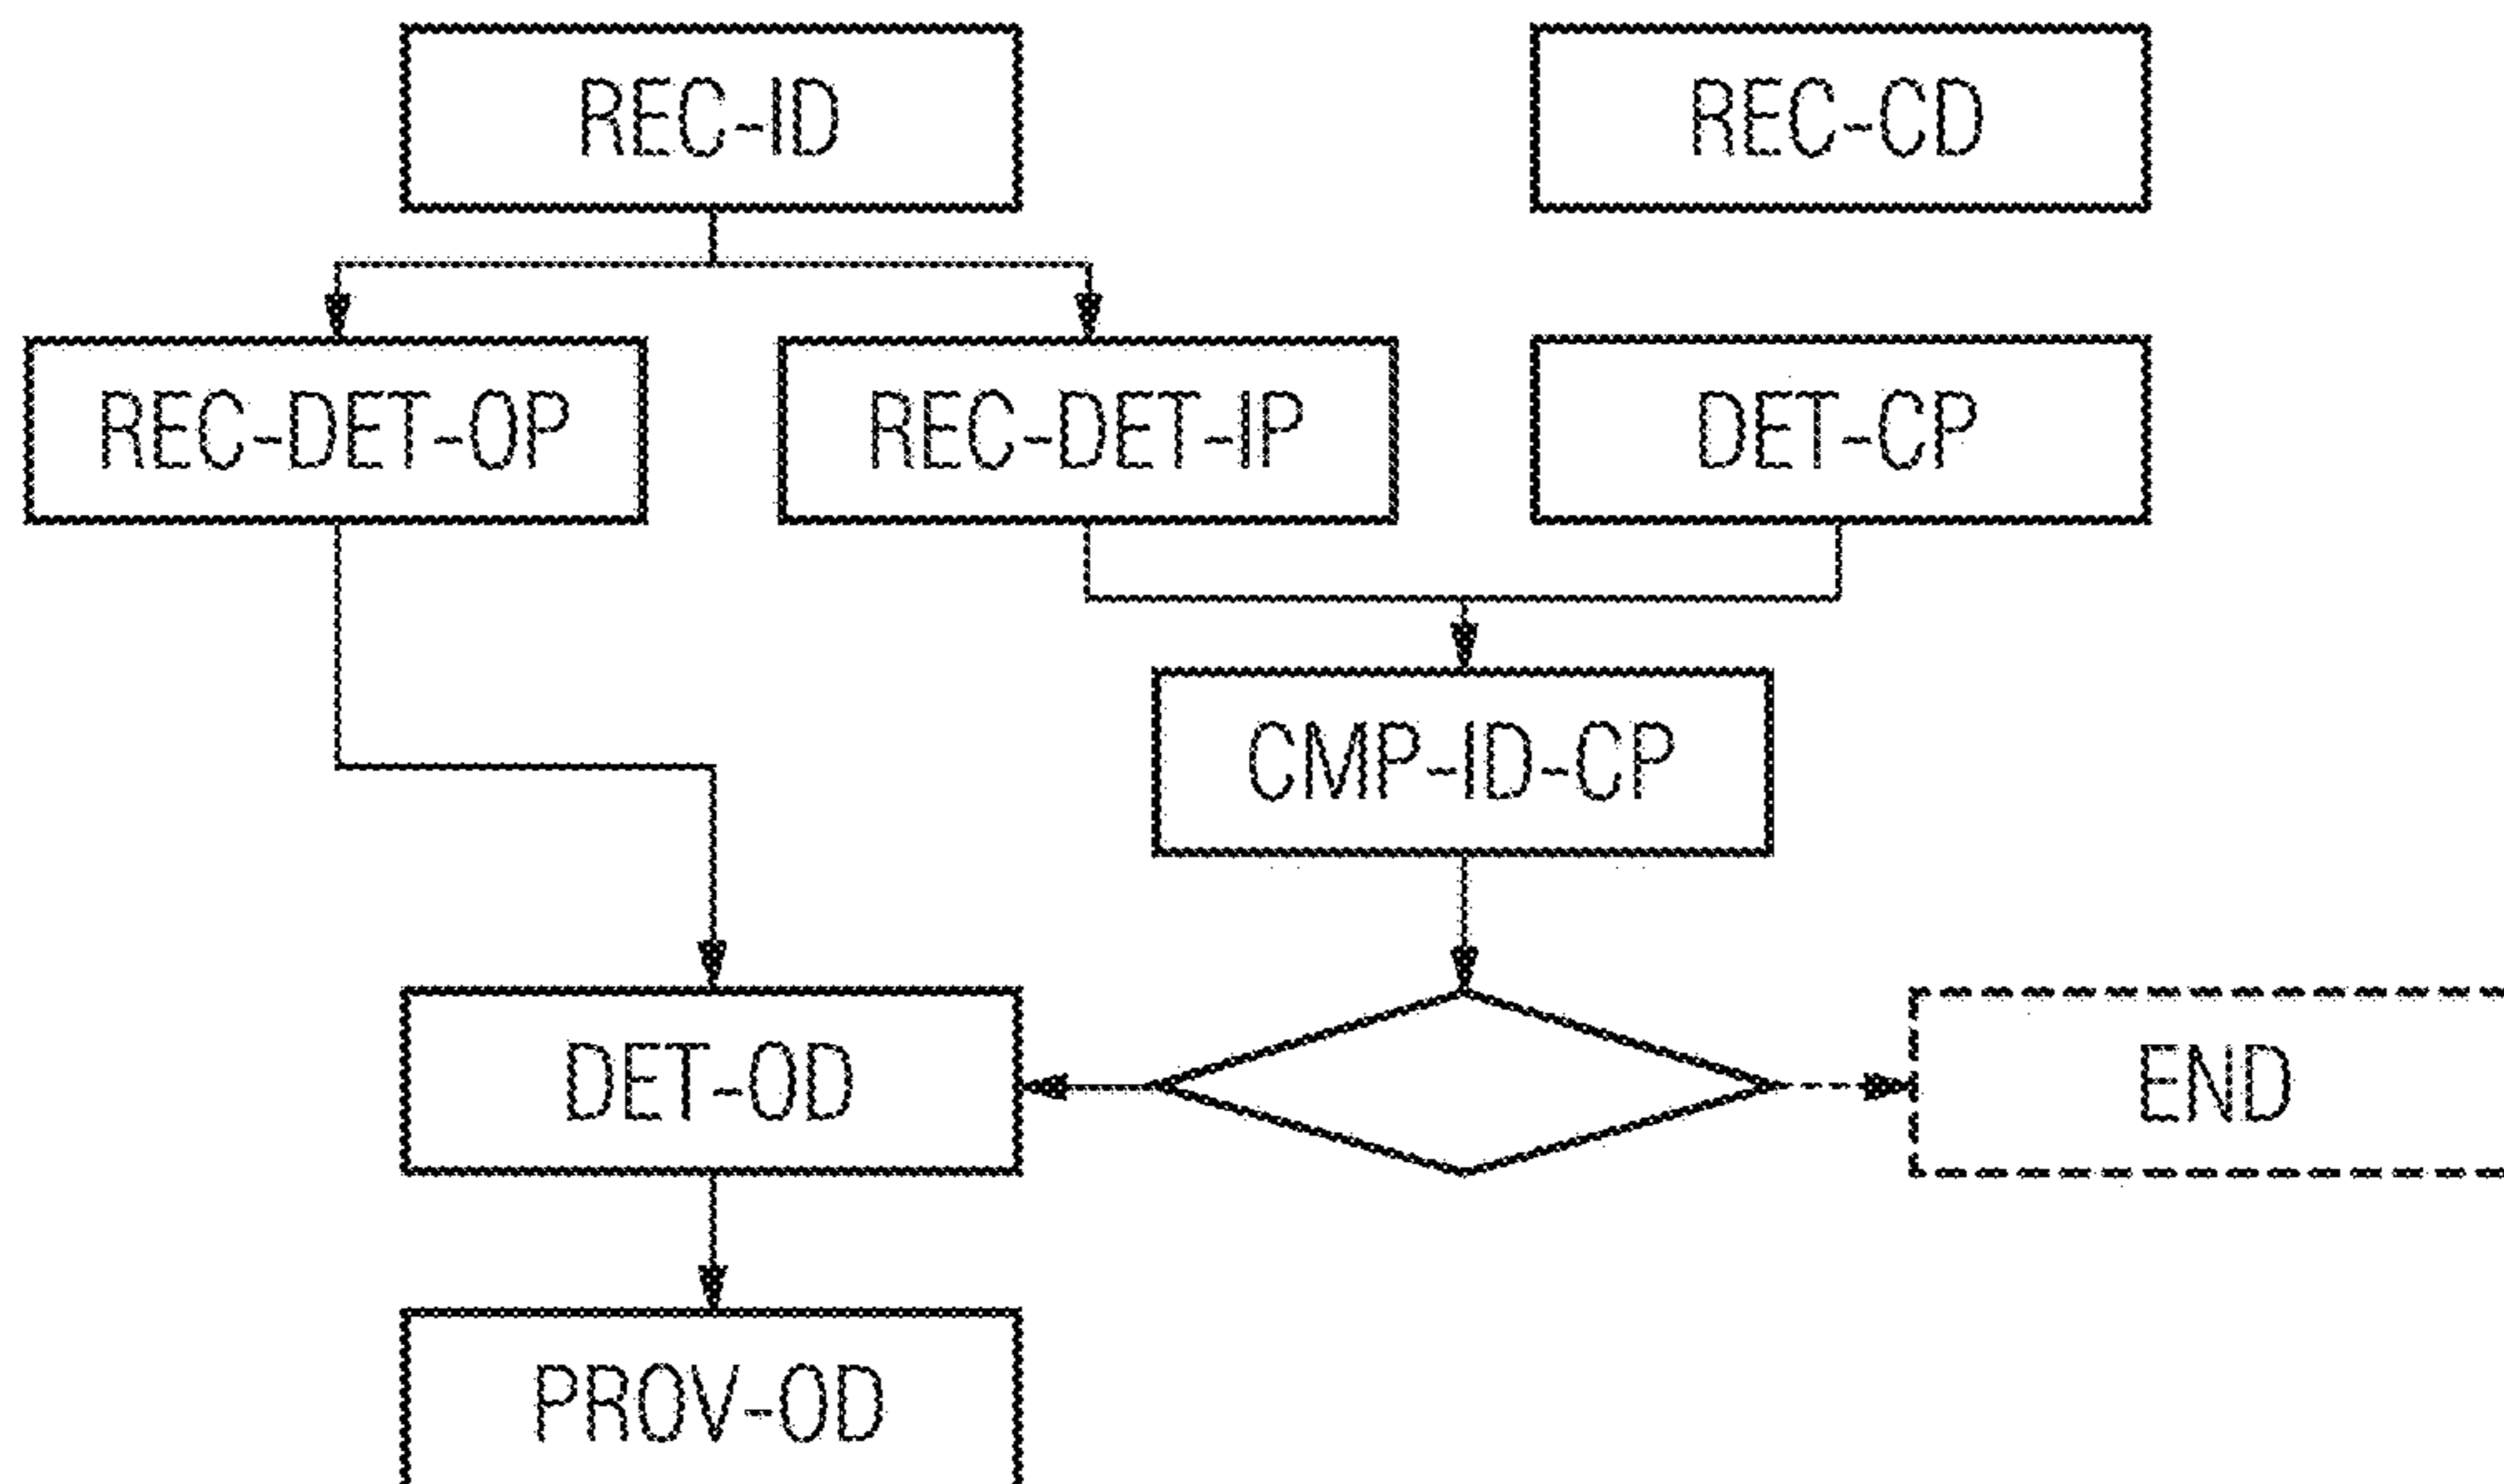 REC-ID
REC-CD
REC-DET-OP
REC-DET-IP
DET-CP
CMP-ID-CP
DET-OD
END
PROV-OD